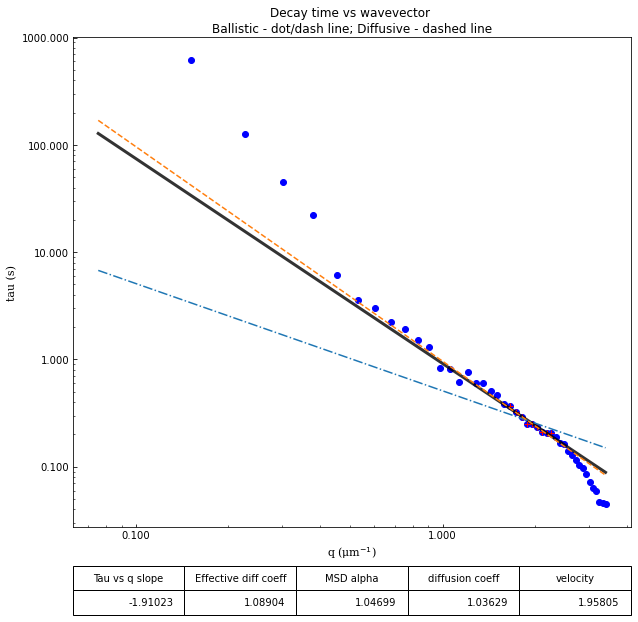 Decay time vs wavevector
Ballistic - dot/dash line; Diffusive - dashed line
1000.000
100.000
10.000
1.000
0.100
tau (s)
0.100 1.000
q (μm⁻¹)
Tau vs q slope Effective diff coeff MSD alpha diffusion coeff velocity
-1.91023 1.08904 1.04699 1.03629 1.95805